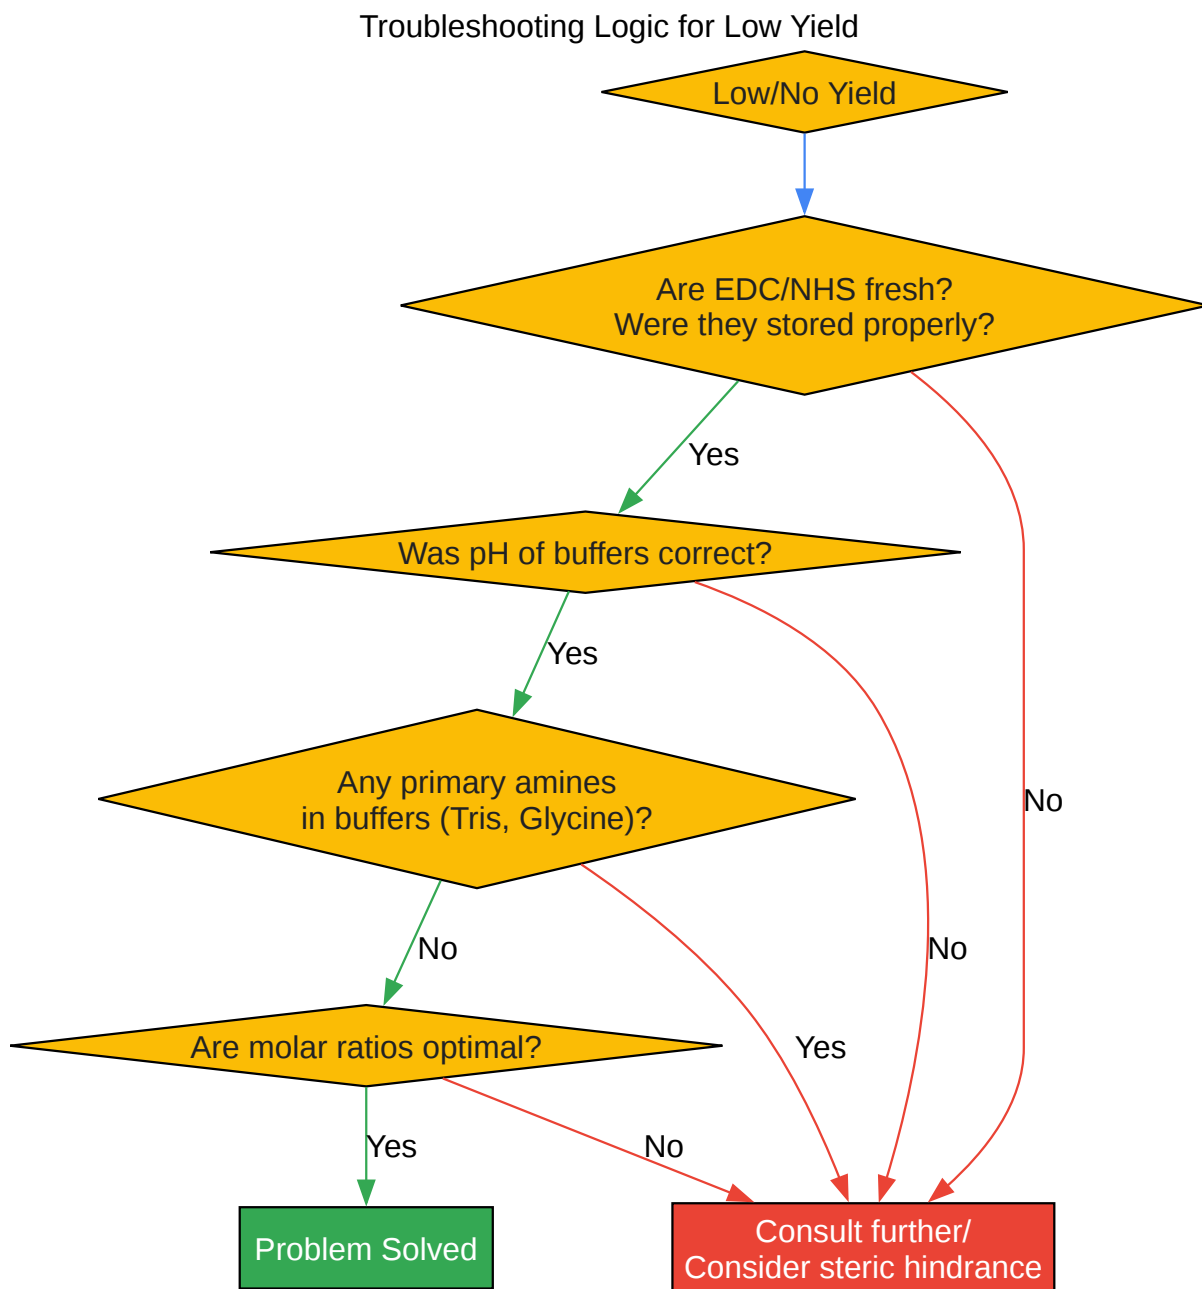 Troubleshooting Logic for Low Yield
Low/No Yield
Are EDC/NHS fresh?
Were they stored properly?
Yes
Was pH of buffers correct?
Yes
Any primary amines
in buffers (Tris, Glycine)?
No
No
No
Are molar ratios optimal?
Yes
Yes
No
Problem Solved
Consult further/
Consider steric hindrance